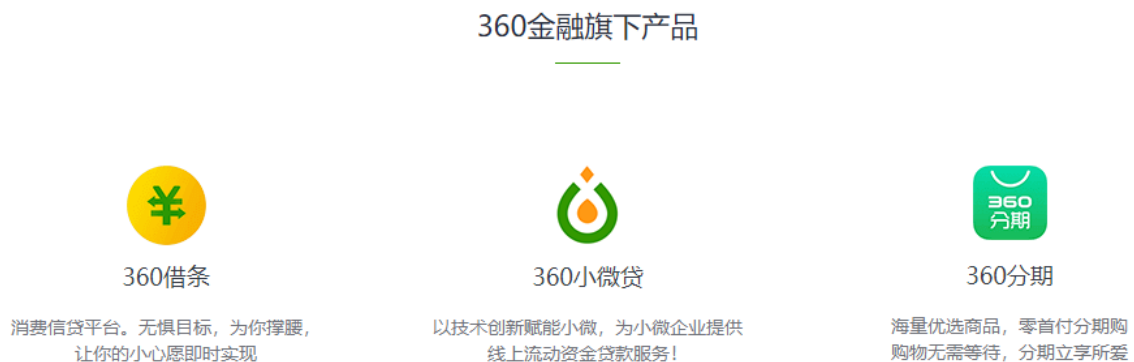 360金融旗下产品
360
分期
360借条
360小微贷
360分期
消费信贷平台。无惧目标，为你撑腰，
让你的小心愿即时实现
以技术创新赋能小微，为小微企业提供
线上流动资金贷款服务！
海量优选商品，零首付分期购
购物无需等待，分期立享所爱